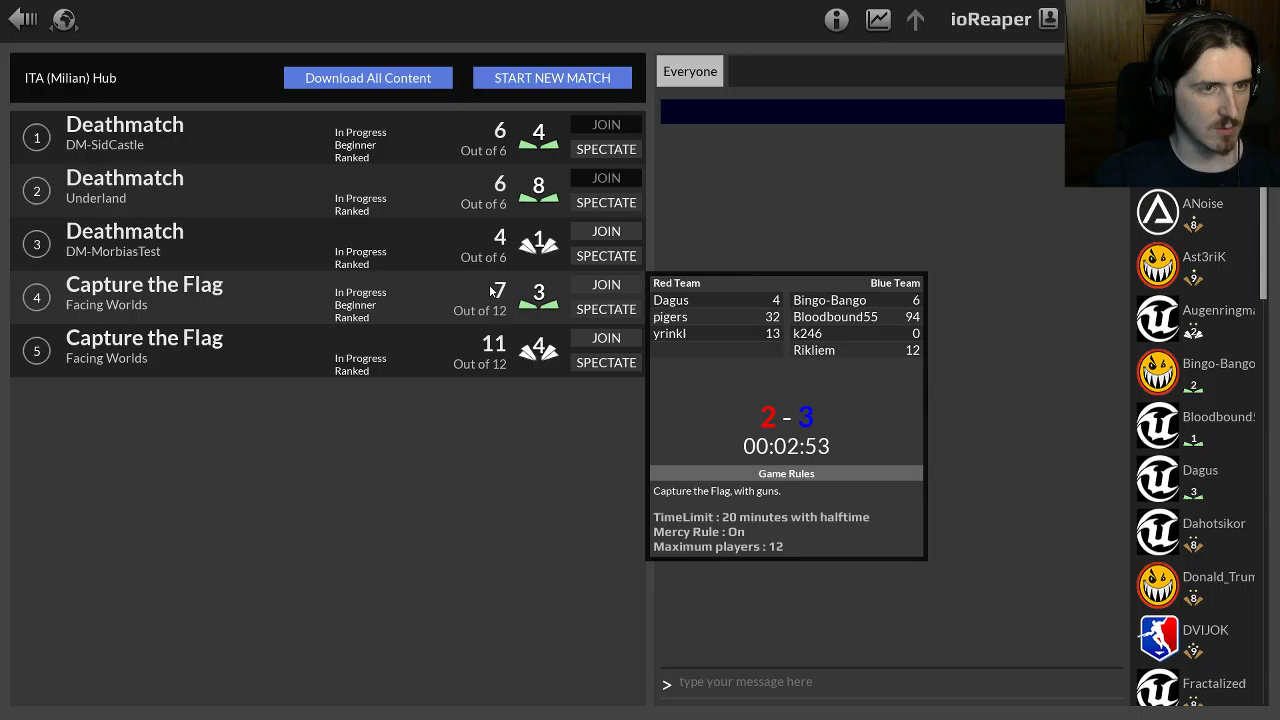 ioReaper
ITA (Milian) Hub
Download All Content
START NEW MATCH
Everyone
1
Deathmatch
DM-SidCastle
In Progress
Beginner
Ranked
6
Out of 6
4
JOIN
SPECTATE
2
Deathmatch
Underland
In Progress
Ranked
6
Out of 6
8
JOIN
SPECTATE
3
Deathmatch
DM-MorbiasTest
In Progress
Ranked
4
Out of 6
1
JOIN
SPECTATE
4
Capture the Flag
Facing Worlds
In Progress
Beginner
Ranked
7
Out of 12
3
JOIN
SPECTATE
5
Capture the Flag
Facing Worlds
In Progress
Ranked
11
Out of 12
4
JOIN
SPECTATE
Red Team Blue Team
Dagus 4 Bingo-Bango 6
pigers 32 Bloodbound55 94
yrinkl 13 k246 0
Rikliem 12
2 - 3
00:02:53
Game Rules
Capture the Flag, with guns.
TimeLimit : 20 minutes with halftime
Mercy Rule : On
Maximum players : 12
> type your message here
ANoise
8
Ast3riK
9
Augenringma
2
Bingo-Bango
2
Bloodbound5
1
Dagus
3
Dahotsikor
8
Donald_Trum
8
DVIJOK
9
Fractalized